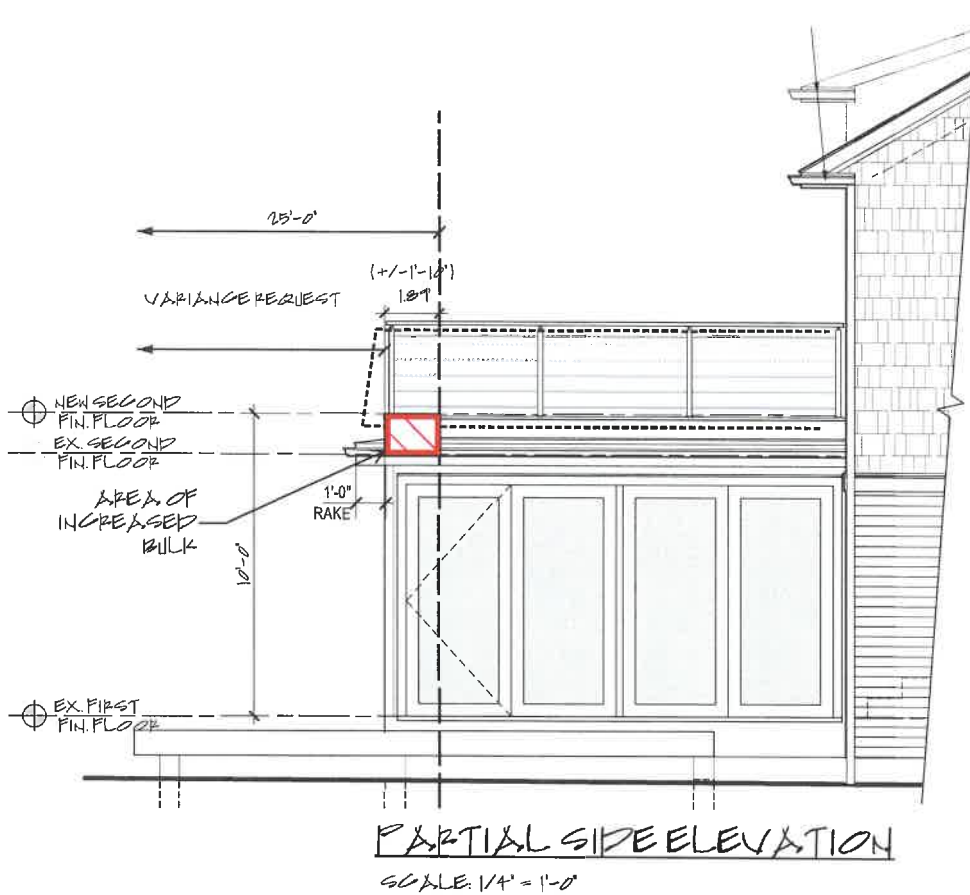 25'-0"
(+/-1'-10")
1.89'
VARIANCE REQUEST
NEW SECOND
FIN. FLOOR
EX. SECOND
FIN. FLOOR
AREA OF
INCREASED
BULK
1'-0"
RAKE
10'-0"
EX. FIRST
FIN. FLOOR
PARTIAL SIDE ELEVATION
SCALE: 1/4" = 1'-0"